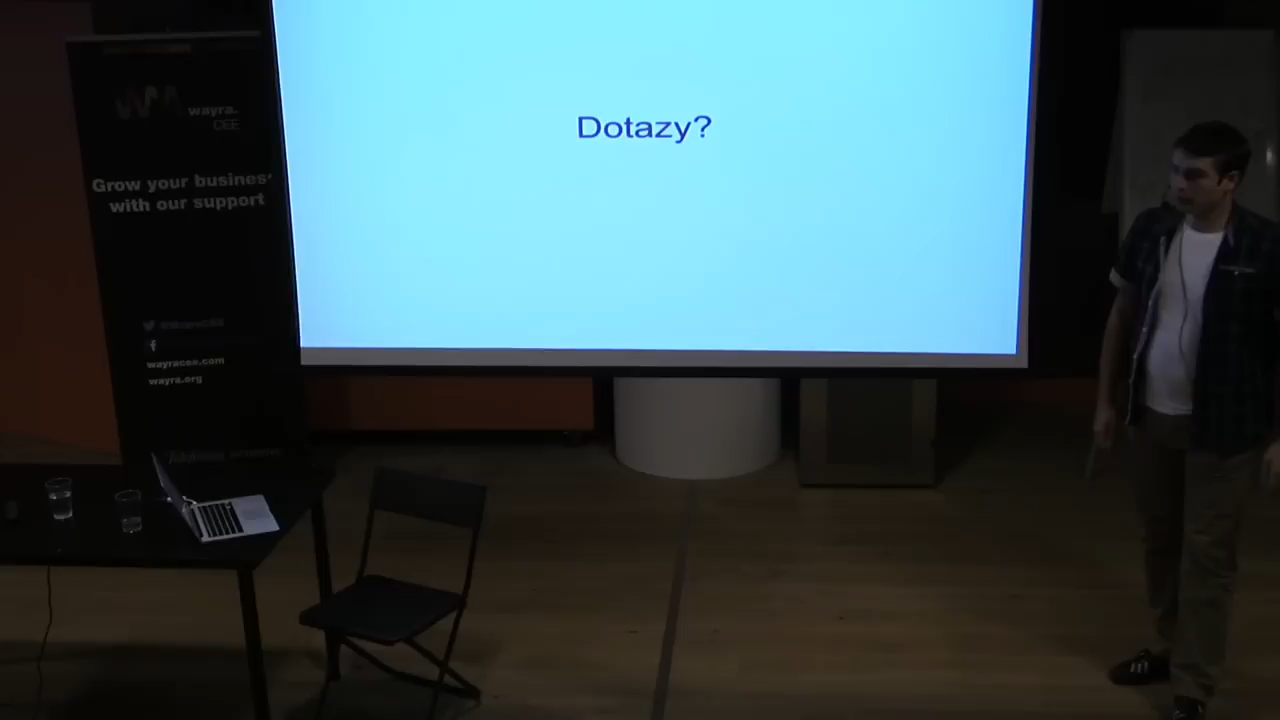 Dotazy?
wayra.
CEE
Grow your busines
with our support
wayracee.com
wayra.org